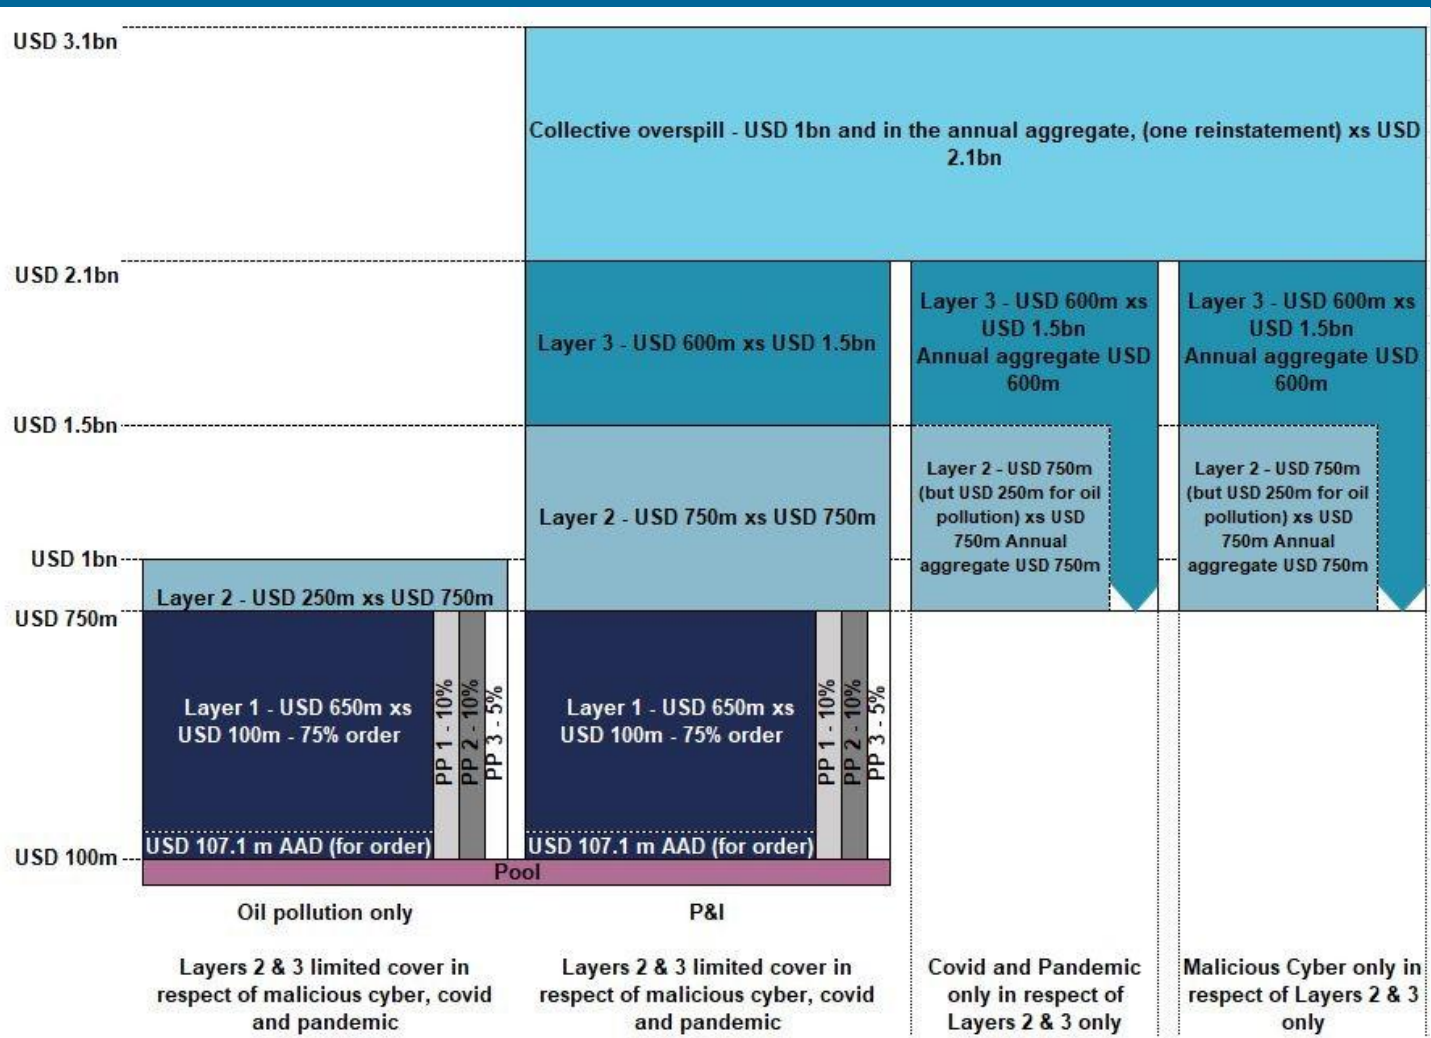 USD 3.1bn
Collective overspill - USD 1bn and in the annual aggregate, (one reinstatement) xs USD
2.1bn
USD 2.1bn
Layer 3 - USD 600m xs USD 1.5bn
Layer 3 - USD 600m xs
USD 1.5bn
Annual aggregate USD
600m
Layer 3 - USD 600m xs
USD 1.5bn
Annual aggregate USD
600m
USD 1.5bn
Layer 2 - USD 750m xs USD 750m
Layer 2 - USD 750m
(but USD 250m for oil
pollution) xs USD
750m Annual
aggregate USD 750m
Layer 2 - USD 750m
(but USD 250m for oil
pollution) xs USD
750m Annual
aggregate USD 750m
USD 1bn
Layer 2 - USD 250m xs USD 750m
USD 750m
Layer 1 - USD 650m xs
USD 100m - 75% order
PP 1 - 10%
PP 2 - 10%
PP 3 - 5%
Layer 1 - USD 650m xs
USD 100m - 75% order
PP 1 - 10%
PP 2 - 10%
PP 3 - 5%
USD 107.1 m AAD (for order)
USD 107.1 m AAD (for order)
USD 100m
Pool
Oil pollution only
P&I
Layers 2 & 3 limited cover in
respect of malicious cyber, covid
and pandemic
Layers 2 & 3 limited cover in
respect of malicious cyber, covid
and pandemic
Covid and Pandemic
only in respect of
Layers 2 & 3 only
Malicious Cyber only in
respect of Layers 2 & 3
only